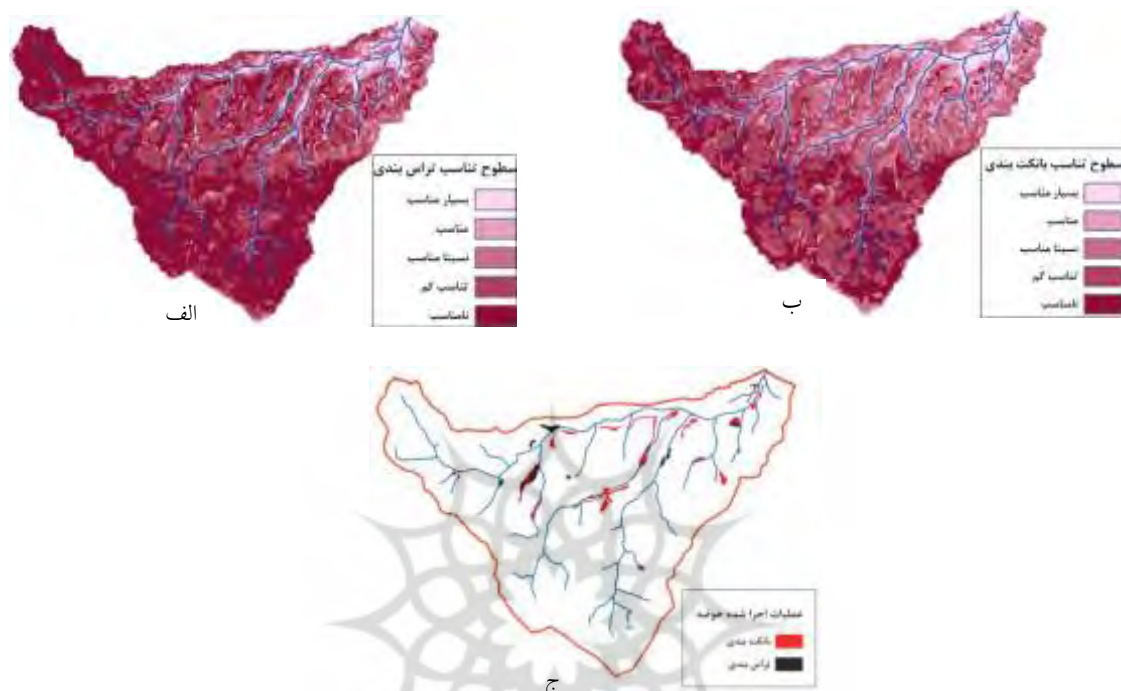 سطوح تناسب تراس بندی
بسیار مناسب
مناسب
نسبتا مناسب
تناسب کم
نامناسب
الف
سطوح تناسب بانکت بندی
بسیار مناسب
مناسب
نسبتا مناسب
تناسب کم
نامناسب
ب
عملیات اجرا شده حوضه
بانکت بندی
تراس بندی
ج